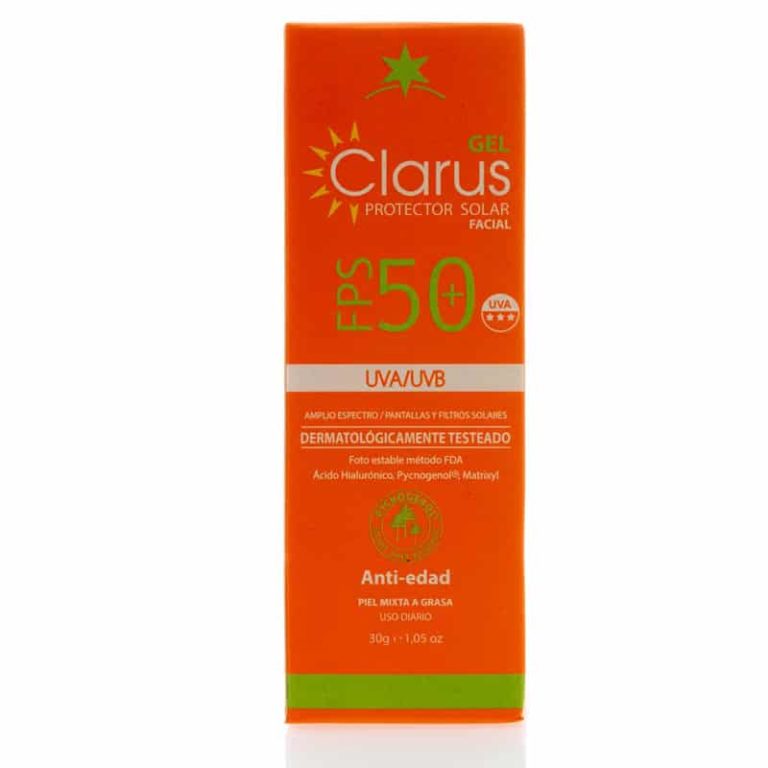 GEL
Clarus
PROTECTOR SOLAR
FACIAL
FPS 50+
UVA
UVA/UVB
AMPLIO ESPECTRO / PANTALLAS Y FILTROS SOLARES
DERMATOLÓGICAMENTE TESTEADO
Foto estable método FDA
Ácido Hialurónico, Pycnogenol®, Matrixyl
PICNOGENOL
Anti-edad
PIEL MIXTA A GRASA
USO DIARIO
30g 1,05 oz